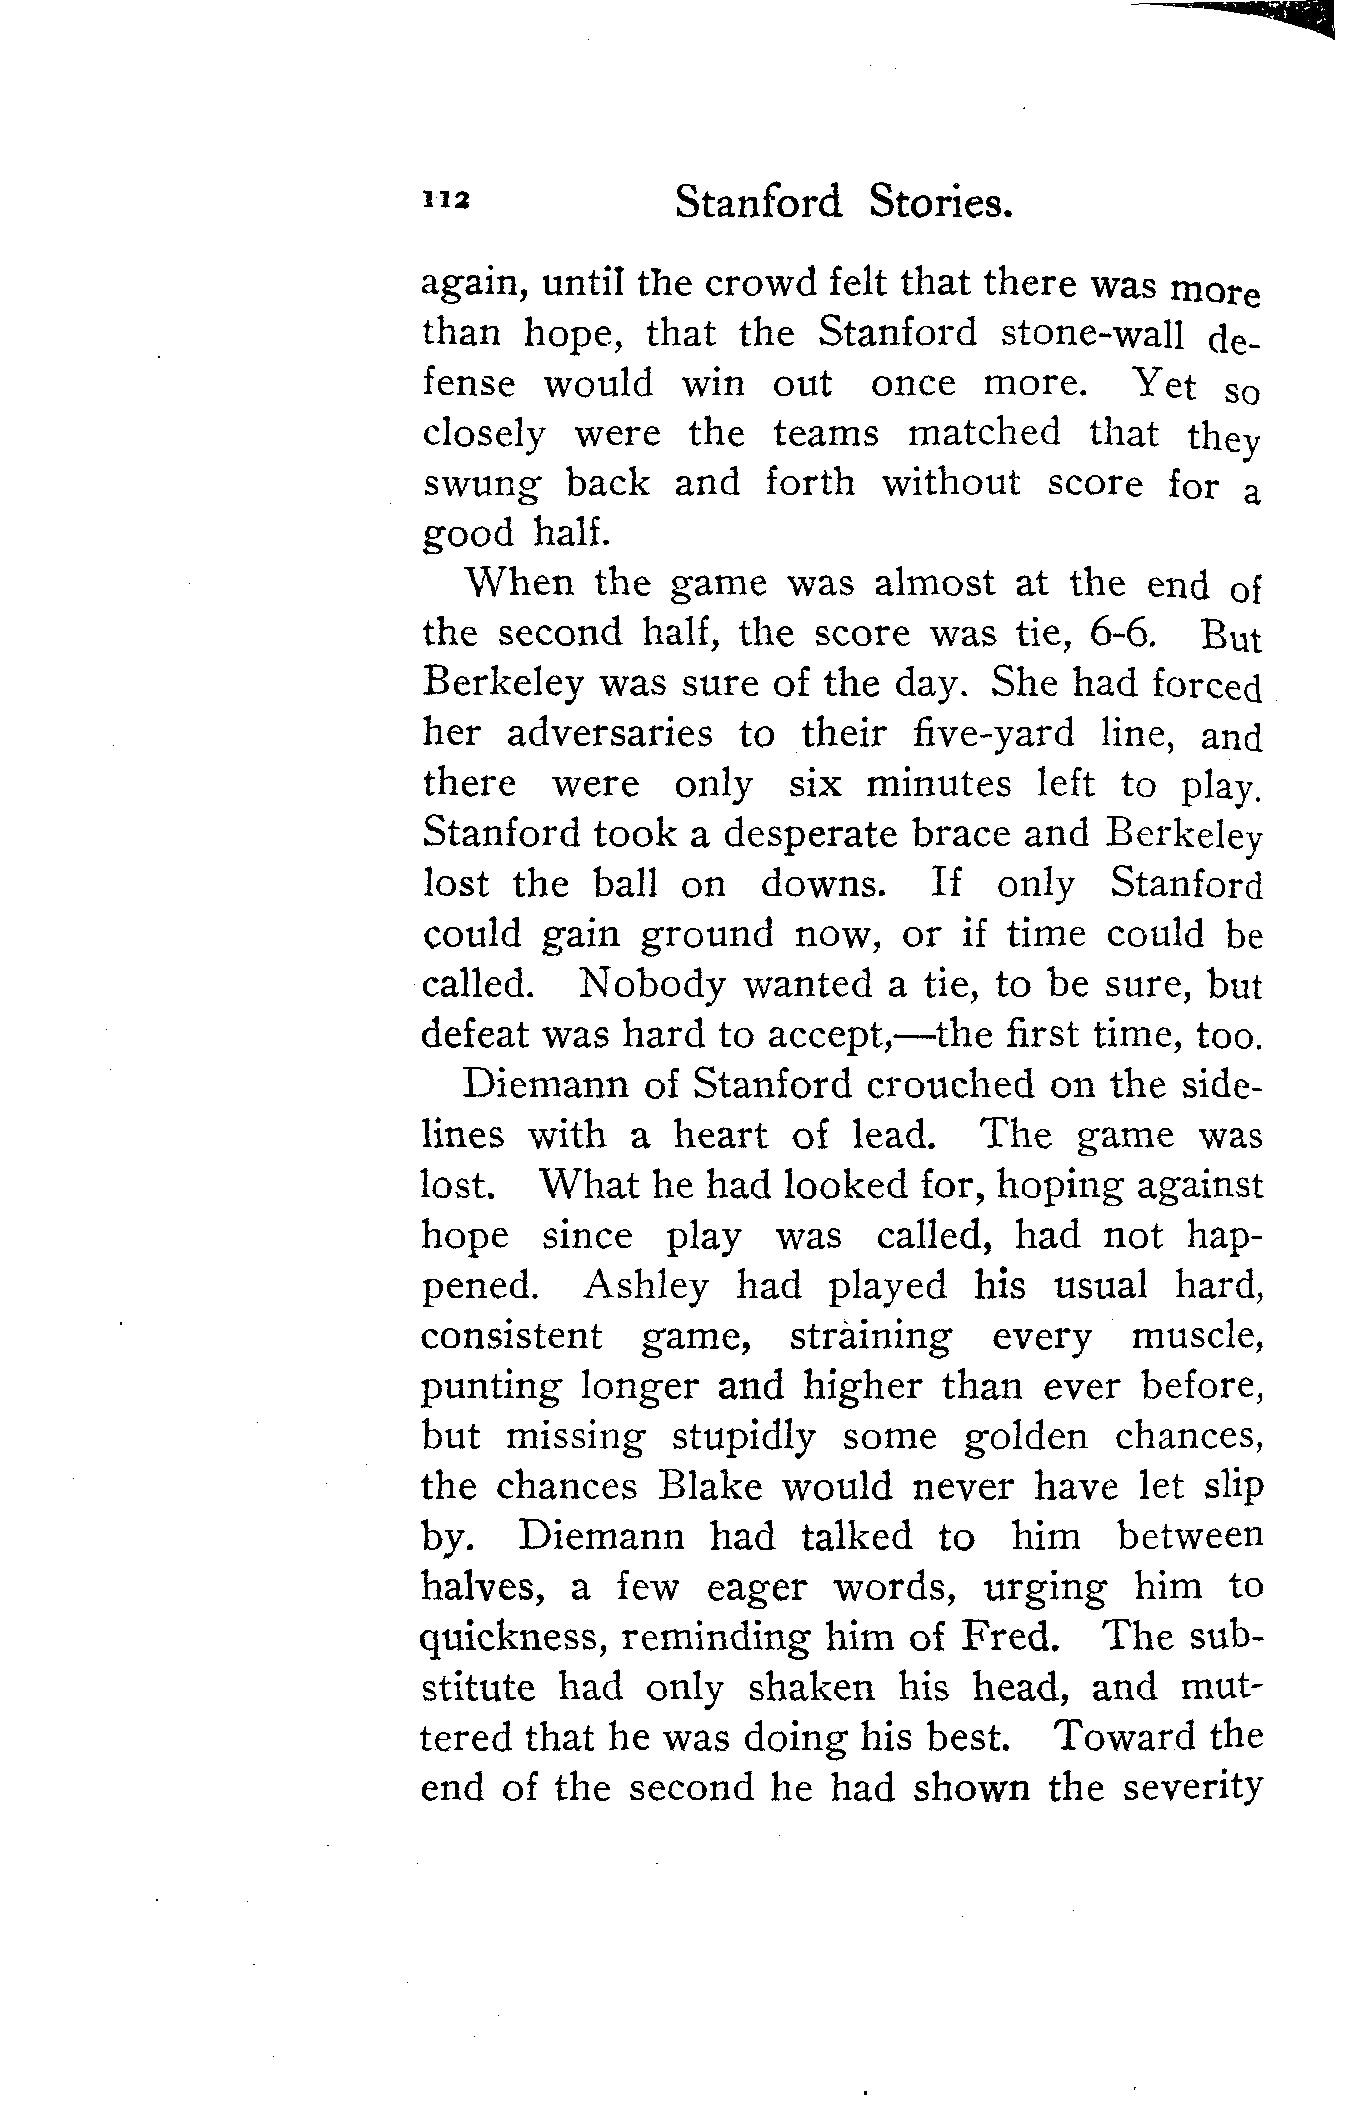 112 Stanford Stories.
again, until the crowd felt that there was more
than hope, that the Stanford stone-wall de-
fense would win out once more. Yet so
closely were the teams matched that they
swung back and forth without score for a
good half.
When the game was almost at the end of
the second half, the score was tie, 6-6. But
Berkeley was sure of the day. She had forced
her adversaries to their five-yard line, and
there were only six minutes left to play.
Stanford took a desperate brace and Berkeley
lost the ball on downs. If only Stanford
could gain ground now, or if time could be
called. Nobody wanted a tie, to be sure, but
defeat was hard to accept,—the first time, too.
Diemann of Stanford crouched on the side-
lines with a heart of lead. The game was
lost. What he had looked for, hoping against
hope since play was called, had not hap-
pened. Ashley had played his usual hard,
consistent game, straining every muscle,
punting longer and higher than ever before,
but missing stupidly some golden chances,
the chances Blake would never have let slip
by. Diemann had talked to him between
halves, a few eager words, urging him to
quickness, reminding him of Fred. The sub-
stitute had only shaken his head, and mut-
tered that he was doing his best. Toward the
end of the second he had shown the severity